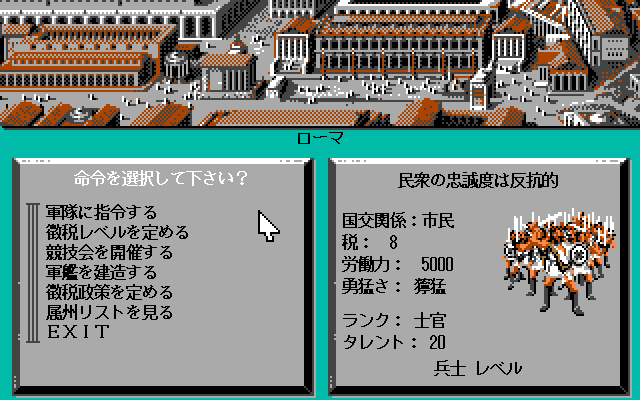 ローマ
命令を選択して下さい?
軍隊に指令する
徴税レベルを定める
競技会を開催する
軍艦を建造する
徴税政策を定める
属州リストを見る
EXIT
民衆の忠誠度は反抗的
国交関係:市民
税: 8
労働力: 5000
勇猛さ: 獰猛
ランク: 士官
タレント: 20
兵士 レベル